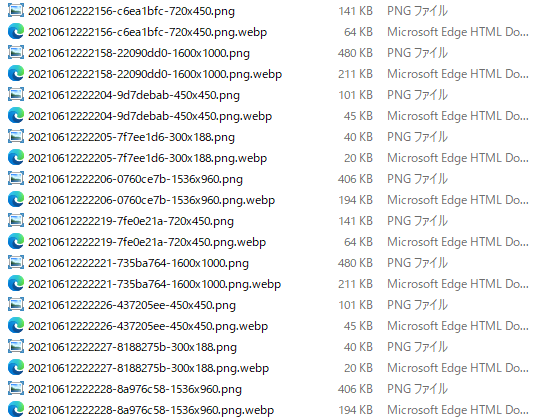 20210612222156-c6ea1bfc-720x450.png 141 KB PNG ファイル
20210612222156-c6ea1bfc-720x450.png.webp 64 KB Microsoft Edge HTML Do...
20210612222158-22090dd0-1600x1000.png 480 KB PNG ファイル
20210612222158-22090dd0-1600x1000.png.webp 211 KB Microsoft Edge HTML Do...
20210612222204-9d7debab-450x450.png 101 KB PNG ファイル
20210612222204-9d7debab-450x450.png.webp 45 KB Microsoft Edge HTML Do...
20210612222205-7f7ee1d6-300x188.png 40 KB PNG ファイル
20210612222205-7f7ee1d6-300x188.png.webp 20 KB Microsoft Edge HTML Do...
20210612222206-0760ce7b-1536x960.png 406 KB PNG ファイル
20210612222206-0760ce7b-1536x960.png.webp 194 KB Microsoft Edge HTML Do...
20210612222219-7fe0e21a-720x450.png 141 KB PNG ファイル
20210612222219-7fe0e21a-720x450.png.webp 64 KB Microsoft Edge HTML Do...
20210612222221-735ba764-1600x1000.png 480 KB PNG ファイル
20210612222221-735ba764-1600x1000.png.webp 211 KB Microsoft Edge HTML Do...
20210612222226-437205ee-450x450.png 101 KB PNG ファイル
20210612222226-437205ee-450x450.png.webp 45 KB Microsoft Edge HTML Do...
20210612222227-8188275b-300x188.png 40 KB PNG ファイル
20210612222227-8188275b-300x188.png.webp 20 KB Microsoft Edge HTML Do...
20210612222228-8a976c58-1536x960.png 406 KB PNG ファイル
20210612222228-8a976c58-1536x960.png.webp 194 KB Microsoft Edge HTML Do...